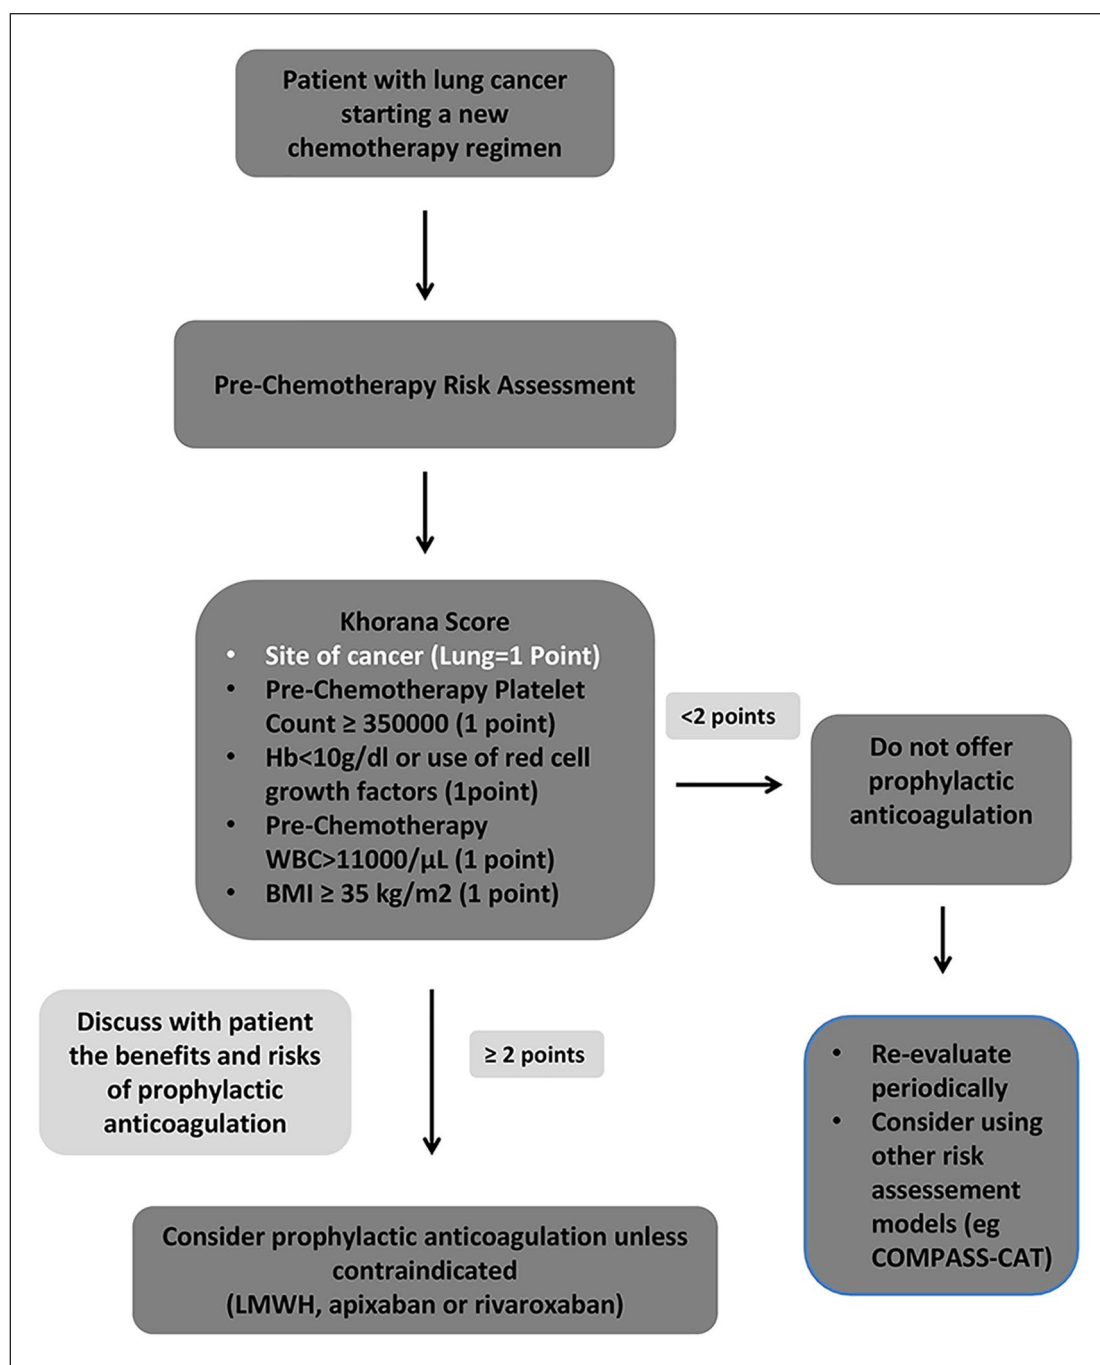 Patient with lung cancer
starting a new
chemotherapy regimen
Pre-Chemotherapy Risk Assessment
Khorana Score
• Site of cancer (Lung=1 Point)
• Pre-Chemotherapy Platelet
Count ≥ 350000 (1 point)
• Hb<10g/dl or use of red cell
growth factors (1point)
• Pre-Chemotherapy
WBC>11000/µL (1 point)
• BMI ≥ 35 kg/m2 (1 point)
<2 points
Do not offer
prophylactic
anticoagulation
• Re-evaluate
periodically
• Consider using
other risk
assessement
models (eg
COMPASS-CAT)
Discuss with patient
the benefits and risks
of prophylactic
anticoagulation
≥ 2 points
Consider prophylactic anticoagulation unless
contraindicated
(LMWH, apixaban or rivaroxaban)